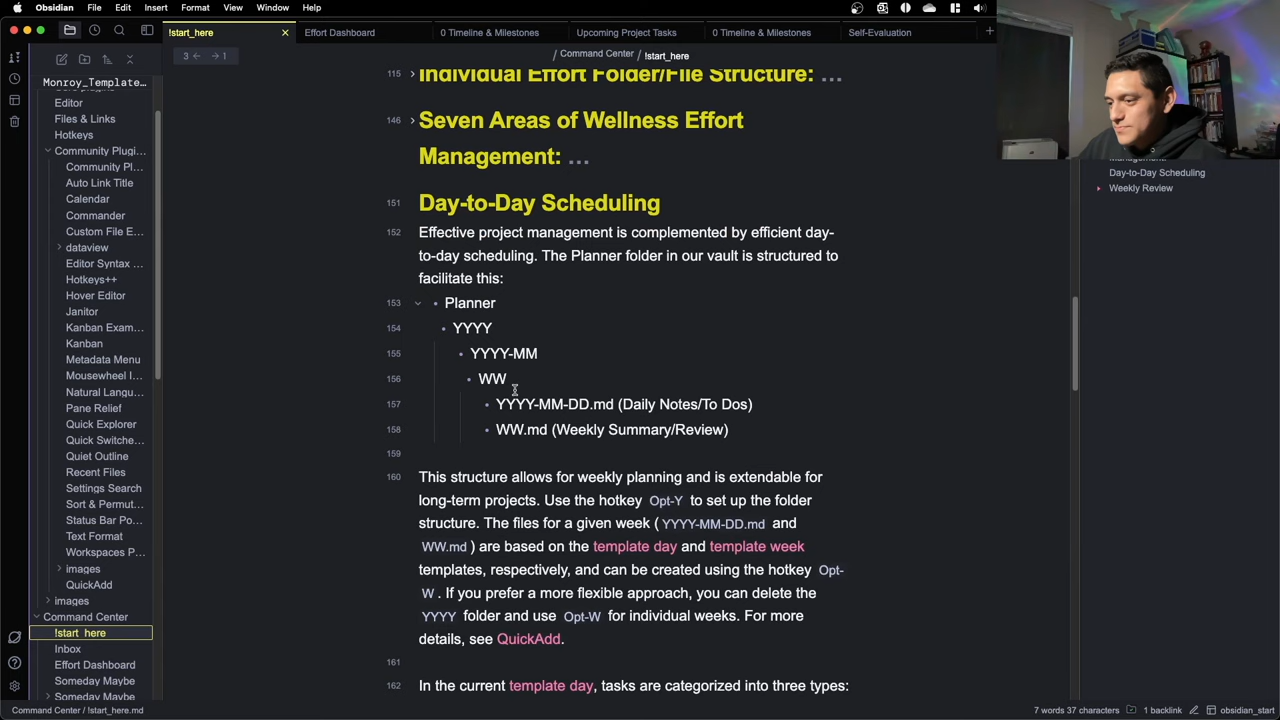 Obsidian File Edit Insert Format View Window Help
!start_here
Effort Dashboard
0 Timeline & Milestones
Upcoming Project Tasks
0 Timeline & Milestones
Self-Evaluation
3 ← → 1
/ Command Center / !start_here
Monroy_Template...
Editor
Files & Links
Hotkeys
Community Plugin...
Community Pl...
Auto Link Title
Calendar
Commander
Custom File E...
dataview
Editor Syntax ...
Hotkeys++
Hover Editor
Janitor
Kanban Exam...
Kanban
Metadata Menu
Mousewheel I...
Natural Langu...
Pane Relief
Quick Explorer
Quick Switche...
Quiet Outline
Recent Files
Settings Search
Sort & Permut...
Status Bar Po...
Text Format
Workspaces P...
images
QuickAdd
images
Command Center
!start_here
Inbox
Effort Dashboard
Someday Maybe
Someday Maybe
115 Individual Effort Folder/File Structure: ...
146 Seven Areas of Wellness Effort
Management: ...
151 Day-to-Day Scheduling
152 Effective project management is complemented by efficient day-
to-day scheduling. The Planner folder in our vault is structured to
facilitate this:
153 • Planner
154 • YYYY
155 • YYYY-MM
156 • WW
157 • YYYY-MM-DD.md (Daily Notes/To Dos)
158 • WW.md (Weekly Summary/Review)
159
160 This structure allows for weekly planning and is extendable for
long-term projects. Use the hotkey Opt-Y to set up the folder
structure. The files for a given week ( YYYY-MM-DD.md and
WW.md ) are based on the template day and template week
templates, respectively, and can be created using the hotkey Opt-
W . If you prefer a more flexible approach, you can delete the
YYYY folder and use Opt-W for individual weeks. For more
details, see QuickAdd.
161
162 In the current template day, tasks are categorized into three types:
Day-to-Day Scheduling
Weekly Review
Command Center / !start_here.md
7 words 37 characters
1 backlink
obsidian_start